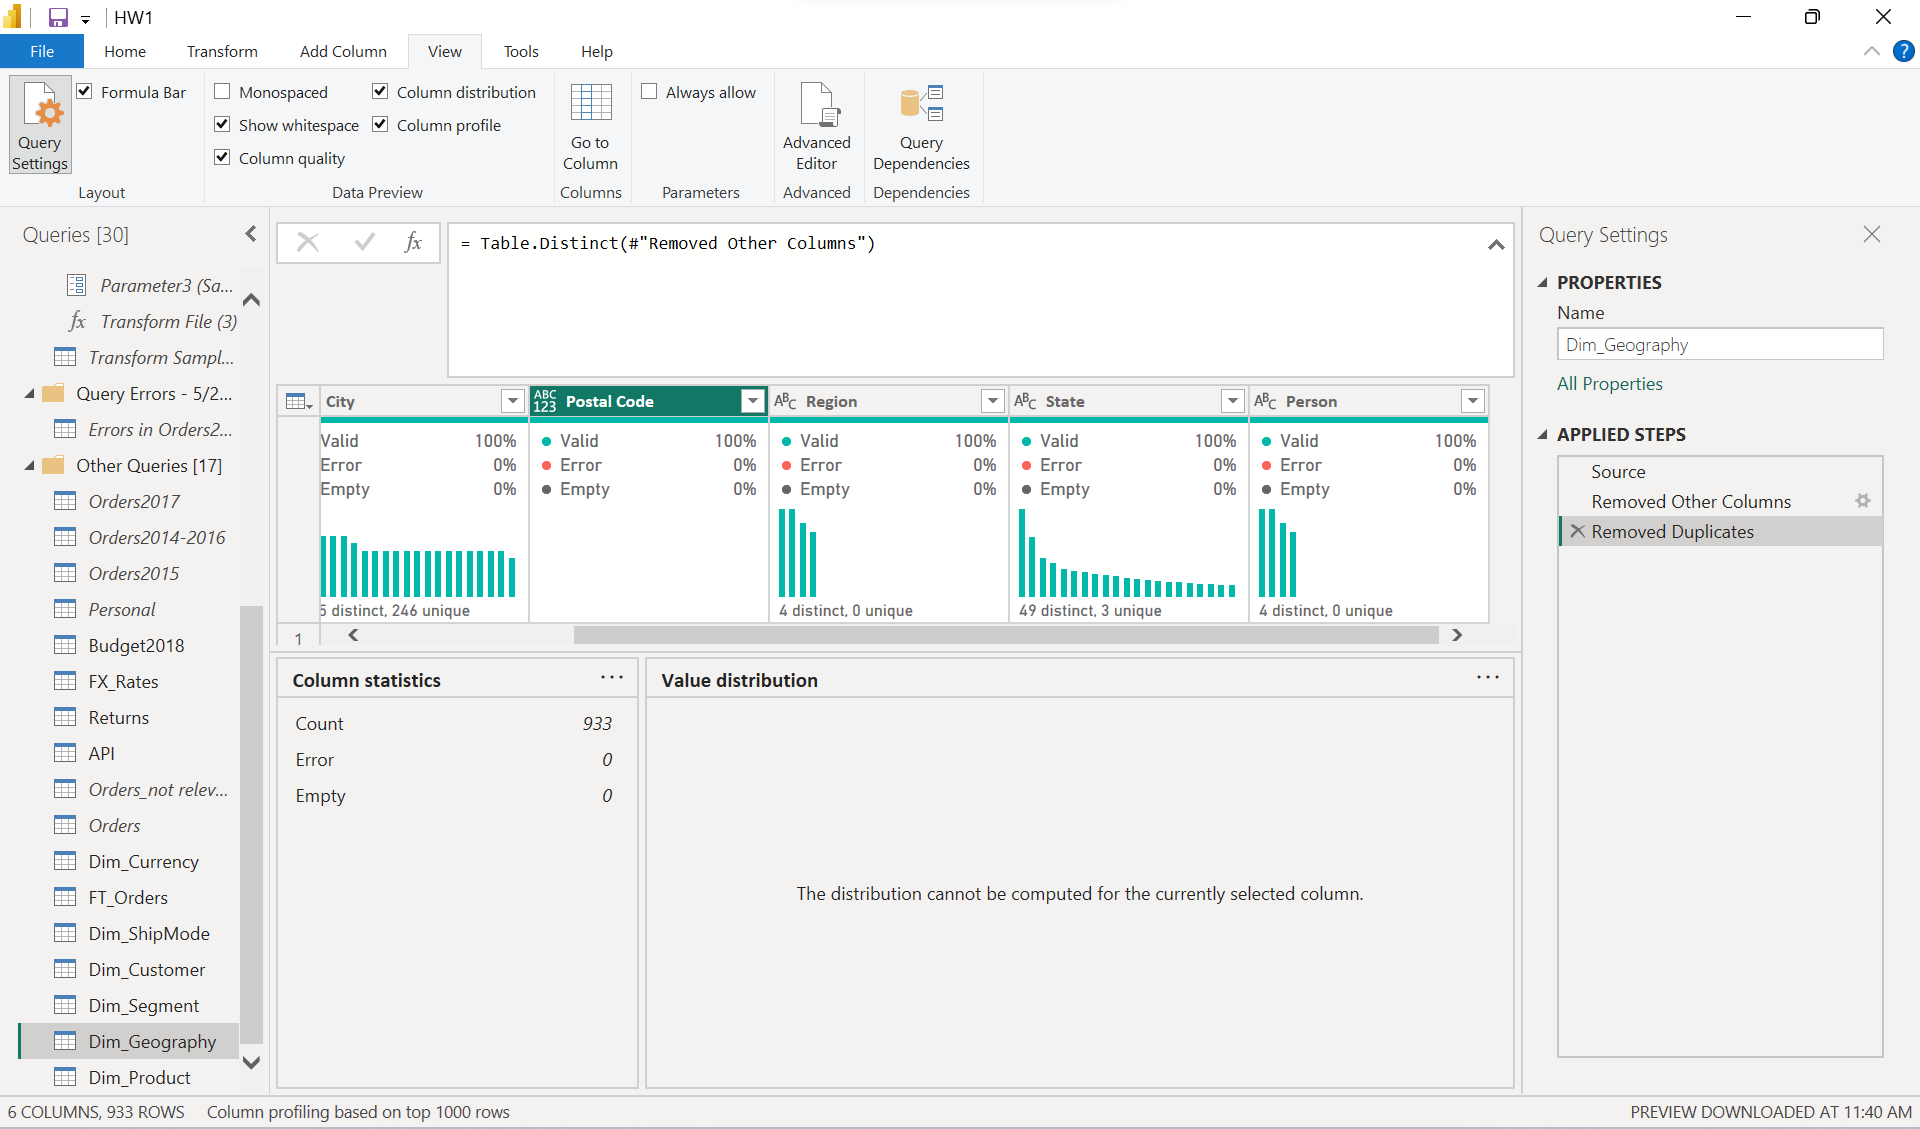 HW1
File
Home
Transform
Add Column
View
Tools
Help
?
Query
Settings
Formula Bar
Layout
Monospaced
Show whitespace
Column quality
Column distribution
Column profile
Data Preview
Go to
Column
Columns
Always allow
Parameters
Advanced
Editor
Advanced
Query
Dependencies
Dependencies
Queries [30]
Parameter3 (Sa...
fx Transform File (3)
Transform Sampl...
Query Errors - 5/2...
Errors in Orders2...
Other Queries [17]
Orders2017
Orders2014-2016
Orders2015
Personal
Budget2018
FX_Rates
Returns
API
Orders_not relev...
Orders
Dim_Currency
FT_Orders
Dim_ShipMode
Dim_Customer
Dim_Segment
Dim_Geography
Dim_Product
fx
= Table.Distinct(#"Removed Other Columns")
City
Valid 100%
Error 0%
Empty 0%
5 distinct, 246 unique
ABC
123
Postal Code
Valid 100%
Error 0%
Empty 0%
ABC Region
Valid 100%
Error 0%
Empty 0%
4 distinct, 0 unique
ABC State
Valid 100%
Error 0%
Empty 0%
49 distinct, 3 unique
ABC Person
Valid 100%
Error 0%
Empty 0%
4 distinct, 0 unique
1
Column statistics
...
Count 933
Error 0
Empty 0
Value distribution
...
The distribution cannot be computed for the currently selected column.
Query Settings
PROPERTIES
Name
Dim_Geography
All Properties
APPLIED STEPS
Source
Removed Other Columns
Removed Duplicates
6 COLUMNS, 933 ROWS
Column profiling based on top 1000 rows
PREVIEW DOWNLOADED AT 11:40 AM